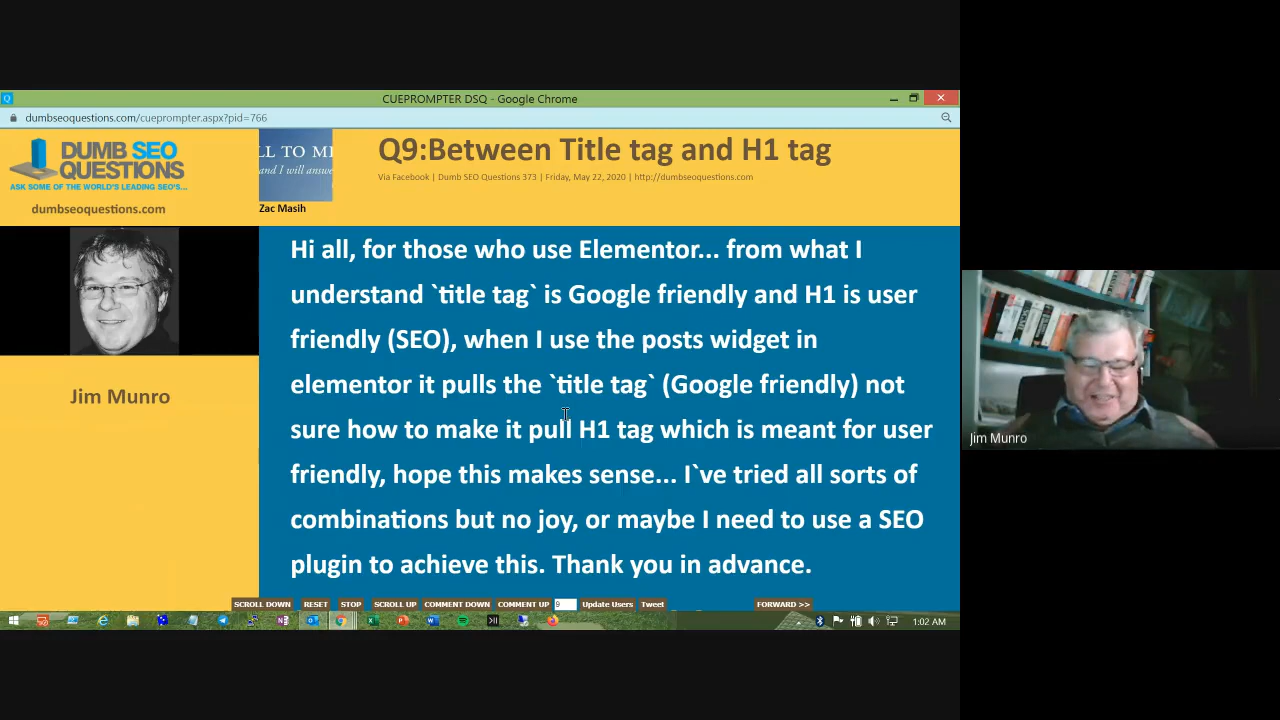 CUEPROMPTER DSQ - Google Chrome
dumbseoquestions.com/cueprompter.aspx?pid=766
DUMB SEO
QUESTIONS
ASK SOME OF THE WORLD'S LEADING SEO'S...
dumbseoquestions.com
LL TO ME
and I will answe
Zac Masih
Q9:Between Title tag and H1 tag
Via Facebook | Dumb SEO Questions 373 | Friday, May 22, 2020 | http://dumbseoquestions.com
Jim Munro
Hi all, for those who use Elementor... from what I
understand `title tag` is Google friendly and H1 is user
friendly (SEO), when I use the posts widget in
elementor it pulls the `title tag` (Google friendly) not
sure how to make it pull H1 tag which is meant for user
friendly, hope this makes sense... I`ve tried all sorts of
combinations but no joy, or maybe I need to use a SEO
plugin to achieve this. Thank you in advance.
Jim Munro
SCROLL DOWN RESET STOP SCROLL UP COMMENT DOWN COMMENT UP 9 Update Users Tweet FORWARD >>
1:02 AM